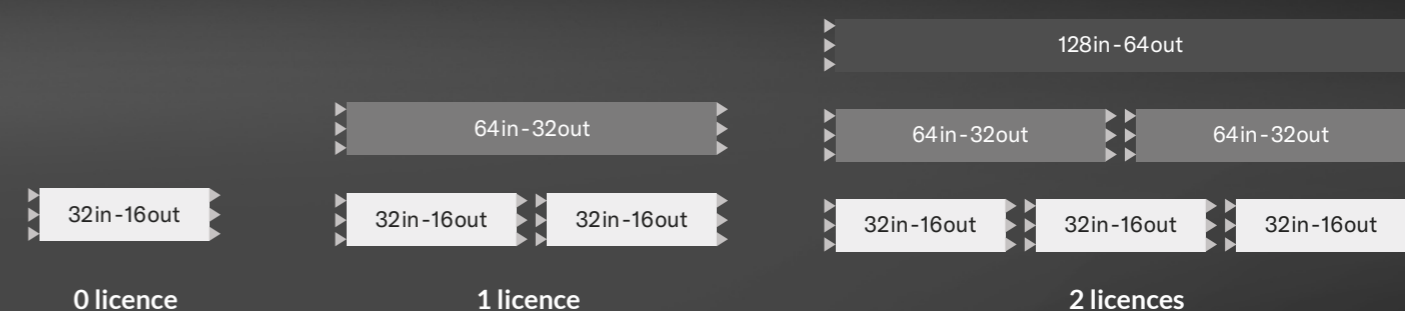 128in-64out
64in-32out
64in-32out 64in-32out
32in-16out
32in-16out 32in-16out
32in-16out 32in-16out 32in-16out
0 licence
1 licence
2 licences